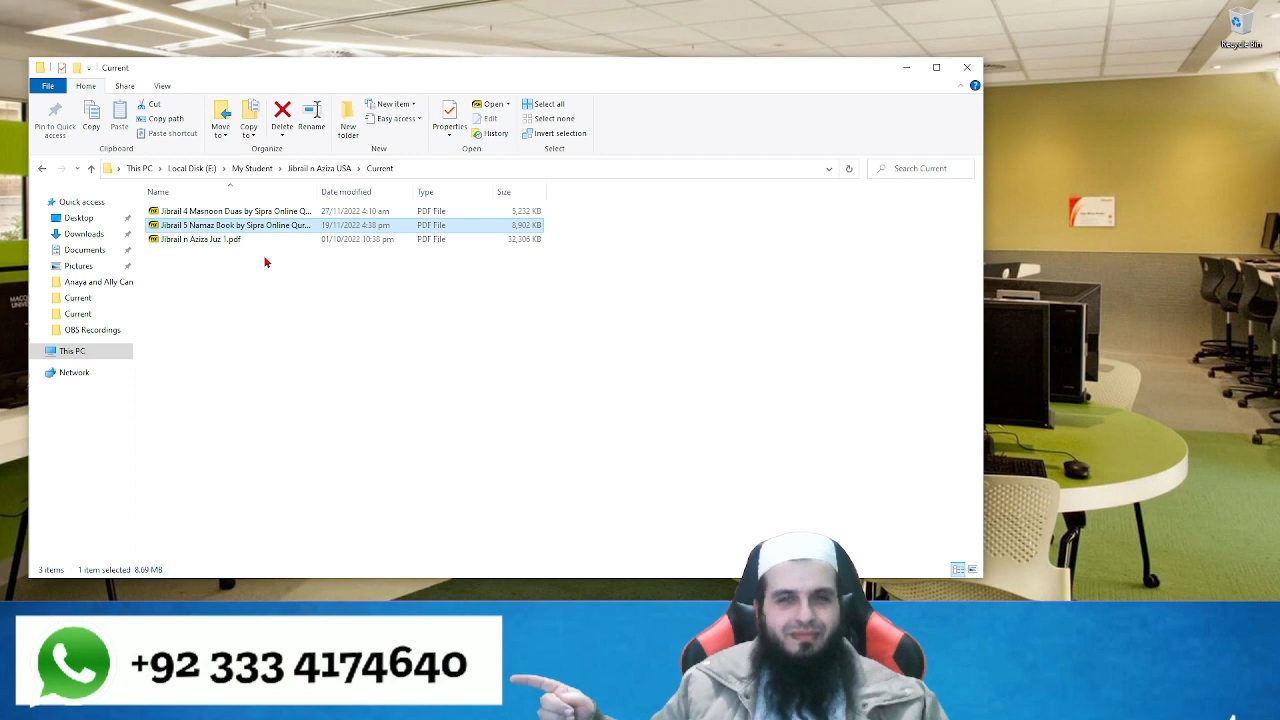 Recycle Bin
Current
File Home Share View
Pin to Quick access
Copy
Paste
Cut
Copy path
Paste shortcut
Move to
Copy to
Delete
Rename
New folder
New item
Easy access
Properties
Open
Edit
History
Select all
Select none
Invert selection
Clipboard Organize New Open Select
This PC Local Disk (E:) My Student Jibrail n Aziza USA Current
Search Current
Name Date modified Type Size
Jibrail 4 Masnoon Duas by Sipra Online Q... 27/11/2022 4:10 am PDF File 5,232 KB
Jibrail 5 Namaz Book by Sipra Online Qur... 19/11/2022 4:38 pm PDF File 8,902 KB
Jibrail n Aziza Juz 1.pdf 01/10/2022 10:38 pm PDF File 32,306 KB
Quick access
Desktop
Downloads
Documents
Pictures
Anaya and Ally Can
Current
Current
OBS Recordings
This PC
Network
3 items 1 item selected 8.69 MB
+92 333 4174640